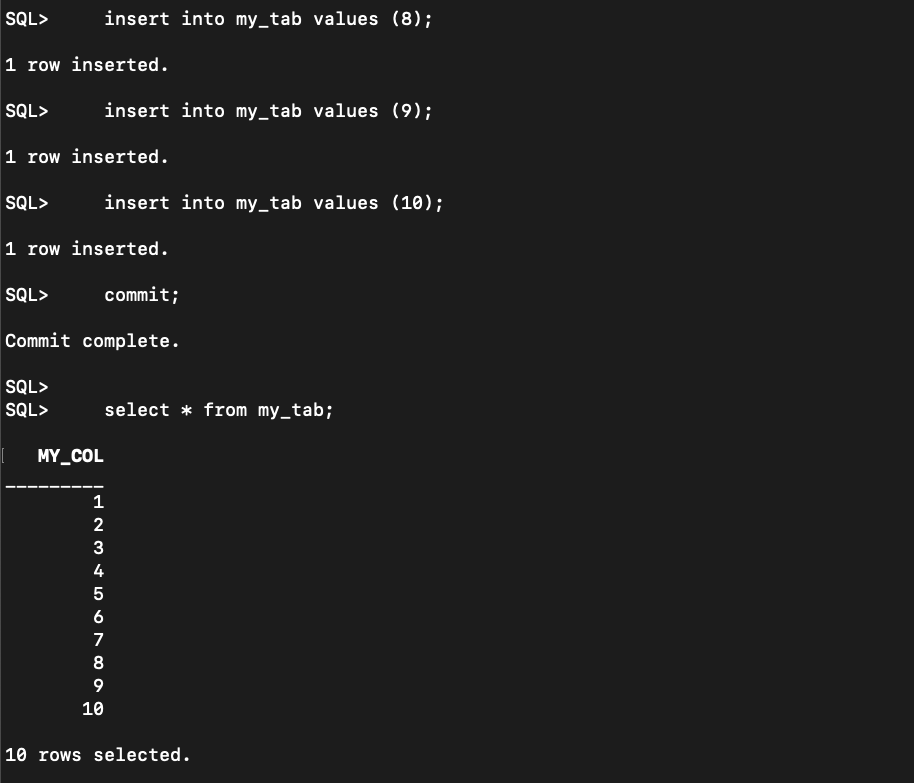 SQL>     insert into my_tab values (8);
1 row inserted.
SQL>     insert into my_tab values (9);
1 row inserted.
SQL>     insert into my_tab values (10);
1 row inserted.
SQL>     commit;
Commit complete.
SQL>
SQL>     select * from my_tab;
MY_COL
_________
1
2
3
4
5
6
7
8
9
10
10 rows selected.